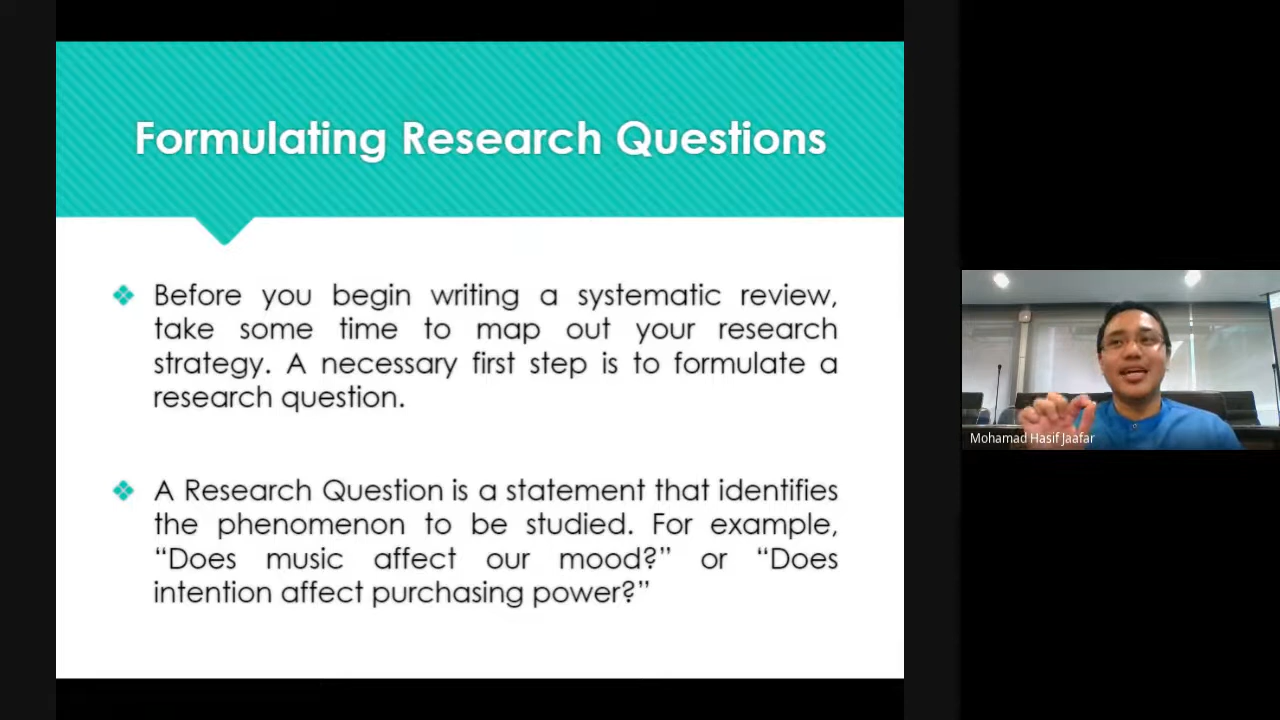 Formulating Research Questions
Before you begin writing a systematic review,
take some time to map out your research
strategy. A necessary first step is to formulate a
research question.
A Research Question is a statement that identifies
the phenomenon to be studied. For example,
“Does music affect our mood?” or “Does
intention affect purchasing power?”
Mohamad Hasif Jaafar